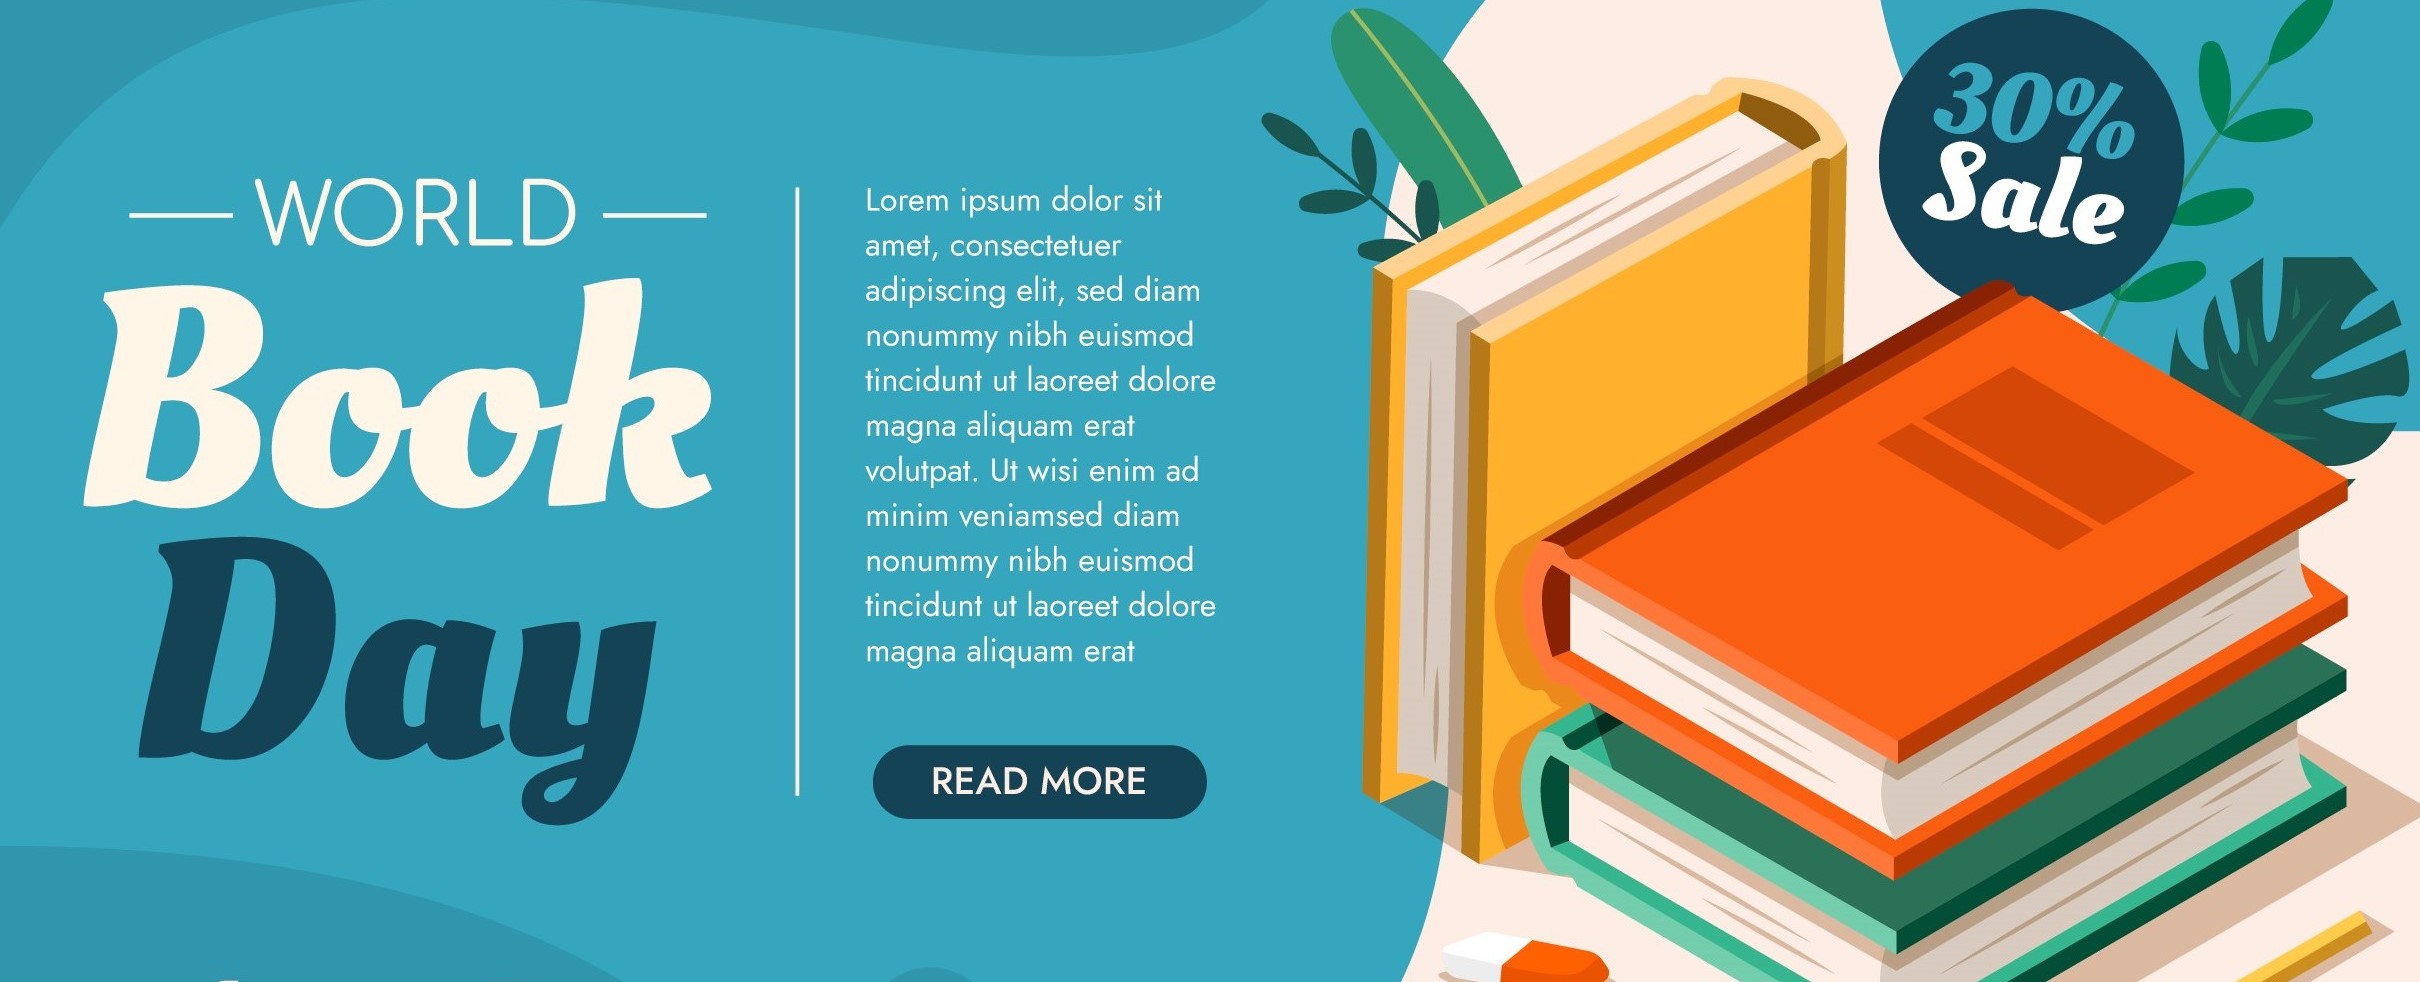 WORLD
Book
Day
Lorem ipsum dolor sit
amet, consectetuer
adipiscing elit, sed diam
nonummy nibh euismod
tincidunt ut laoreet dolore
magna aliquam erat
volutpat. Ut wisi enim ad
minim veniamsed diam
nonummy nibh euismod
tincidunt ut laoreet dolore
magna aliquam erat
READ MORE
30%
Sale